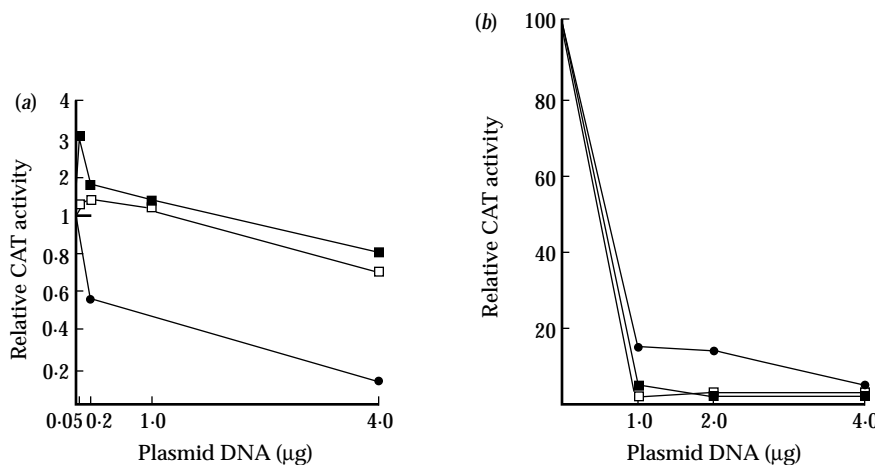 (a)
4
3
2
1
0·8
0·6
0·4
0·2
Relative CAT activity
0·05 0·2 1·0 4·0
Plasmid DNA (μg)
(b)
100
80
60
40
20
Relative CAT activity
1·0 2·0 4·0
Plasmid DNA (μg)